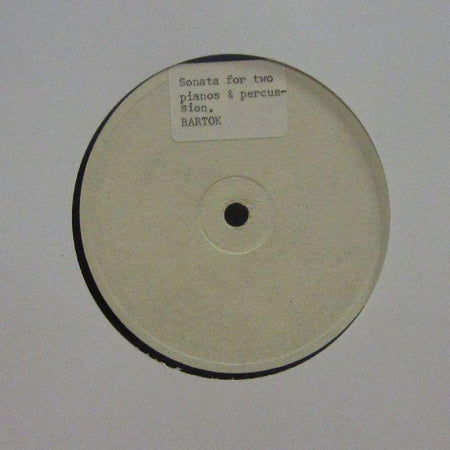 Sonata for two
pianos & percus-
sion.
BARTOK